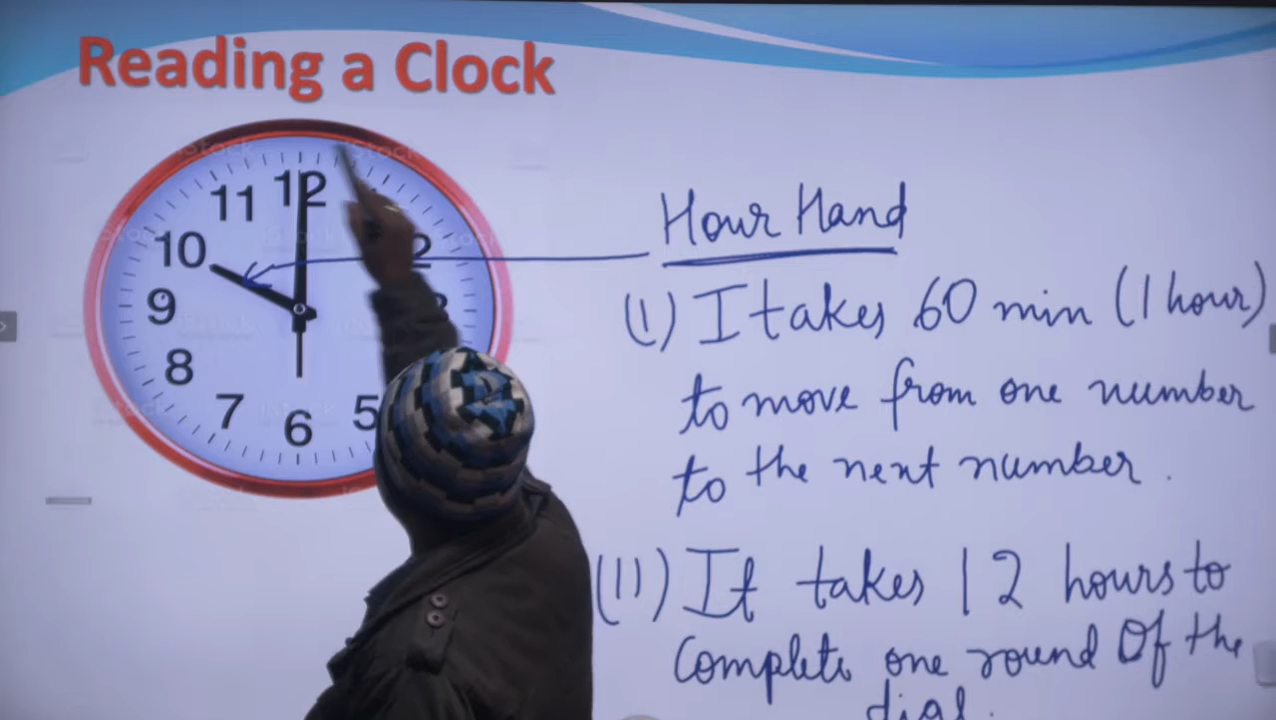 Reading a Clock
12
11
10
2
9
8
7
6
5
Hour Hand
(I) It takes 60 min (1 hour)
to move from one number
to the next number.
(II) It takes 12 hours to
complete one round of the
dial.